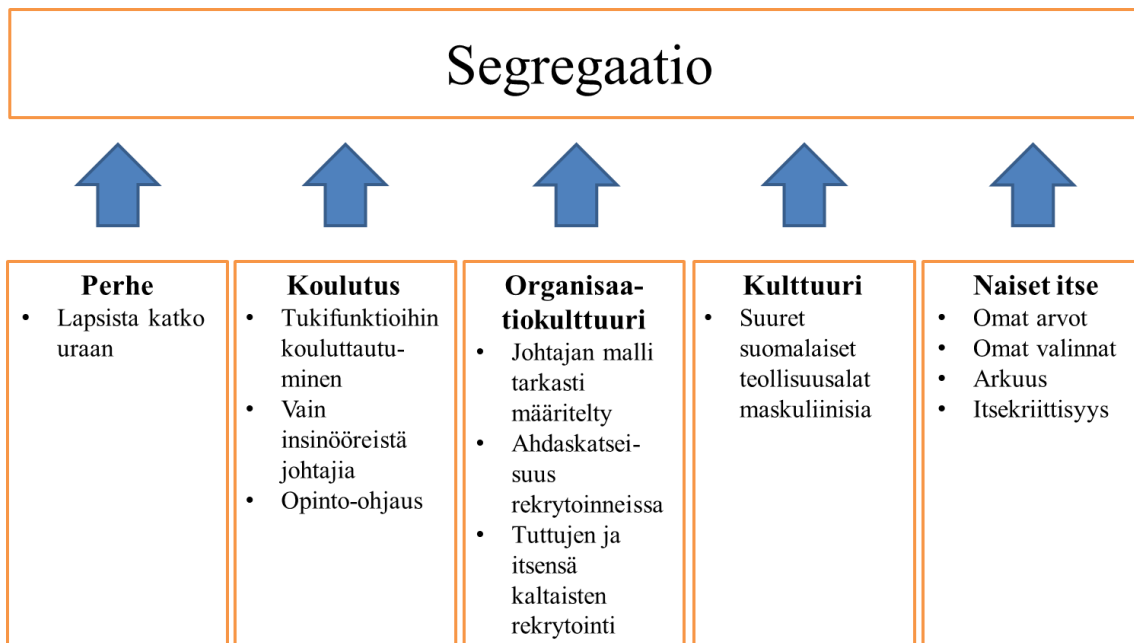 Segregaatio
Perhe
• Lapsista katko
uraan
Koulutus
• Tukifunktioihin
kouluttautu-
minen
• Vain
insinööreistä
johtajia
• Opinto-ohjaus
Organisaa-
tiokulttuuri
• Johtajan malli
tarkasti
määritelty
• Ahdaskatsei-
suus
rekrytoinneissa
• Tuttujen ja
itsensä
kaltaisten
rekrytointi
Kulttuuri
• Suuret
suomalaiset
teollisuusalat
maskuliinisia
Naiset itse
• Omat arvot
• Omat valinnat
• Arkuus
• Itsekriittisyys